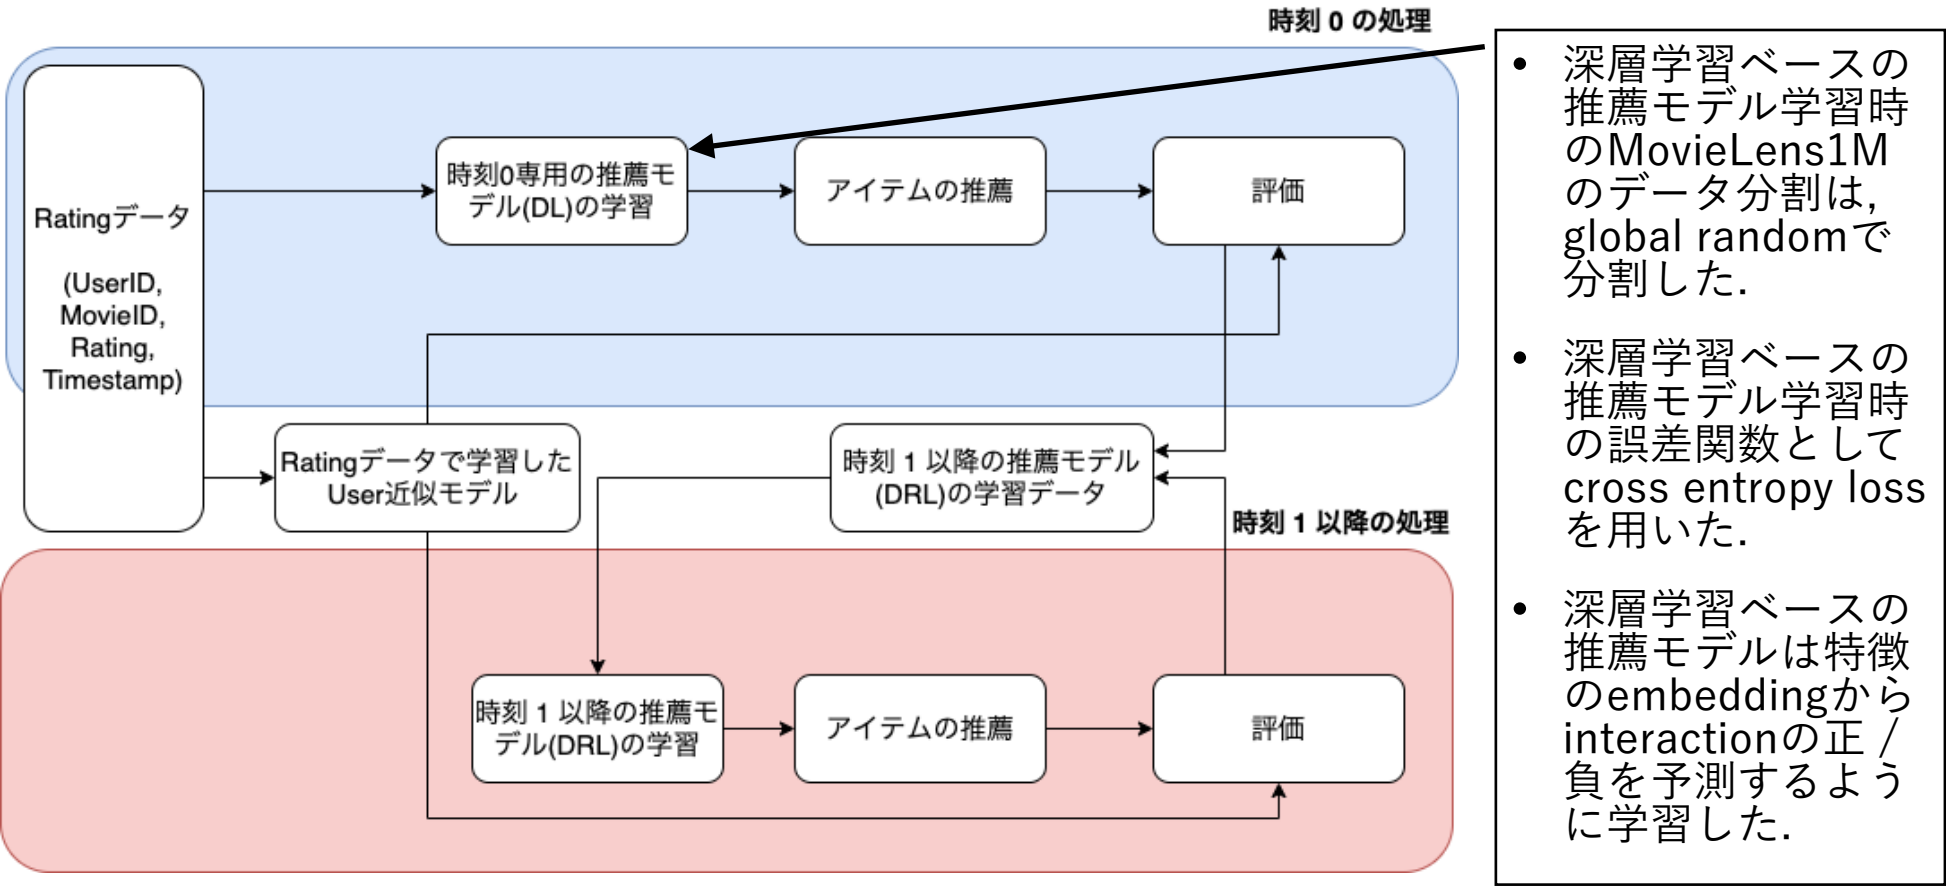 時刻 0 の処理
Ratingデータ
(UserID,
MovieID,
Rating,
Timestamp)
時刻0専用の推薦モ
デル(DL)の学習
アイテムの推薦
評価
Ratingデータで学習した
User近似モデル
時刻 1 以降の推薦モデル
(DRL)の学習データ
時刻 1 以降の処理
時刻 1 以降の推薦モ
デル(DRL)の学習
アイテムの推薦
評価
• 深層学習ベースの
推薦モデル学習時
のMovieLens1M
のデータ分割は,
global randomで
分割した.
• 深層学習ベースの
推薦モデル学習時
の誤差関数として
cross entropy loss
を用いた.
• 深層学習ベースの
推薦モデルは特徴
のembeddingから
interactionの正 /
負を予測するよう
に学習した.